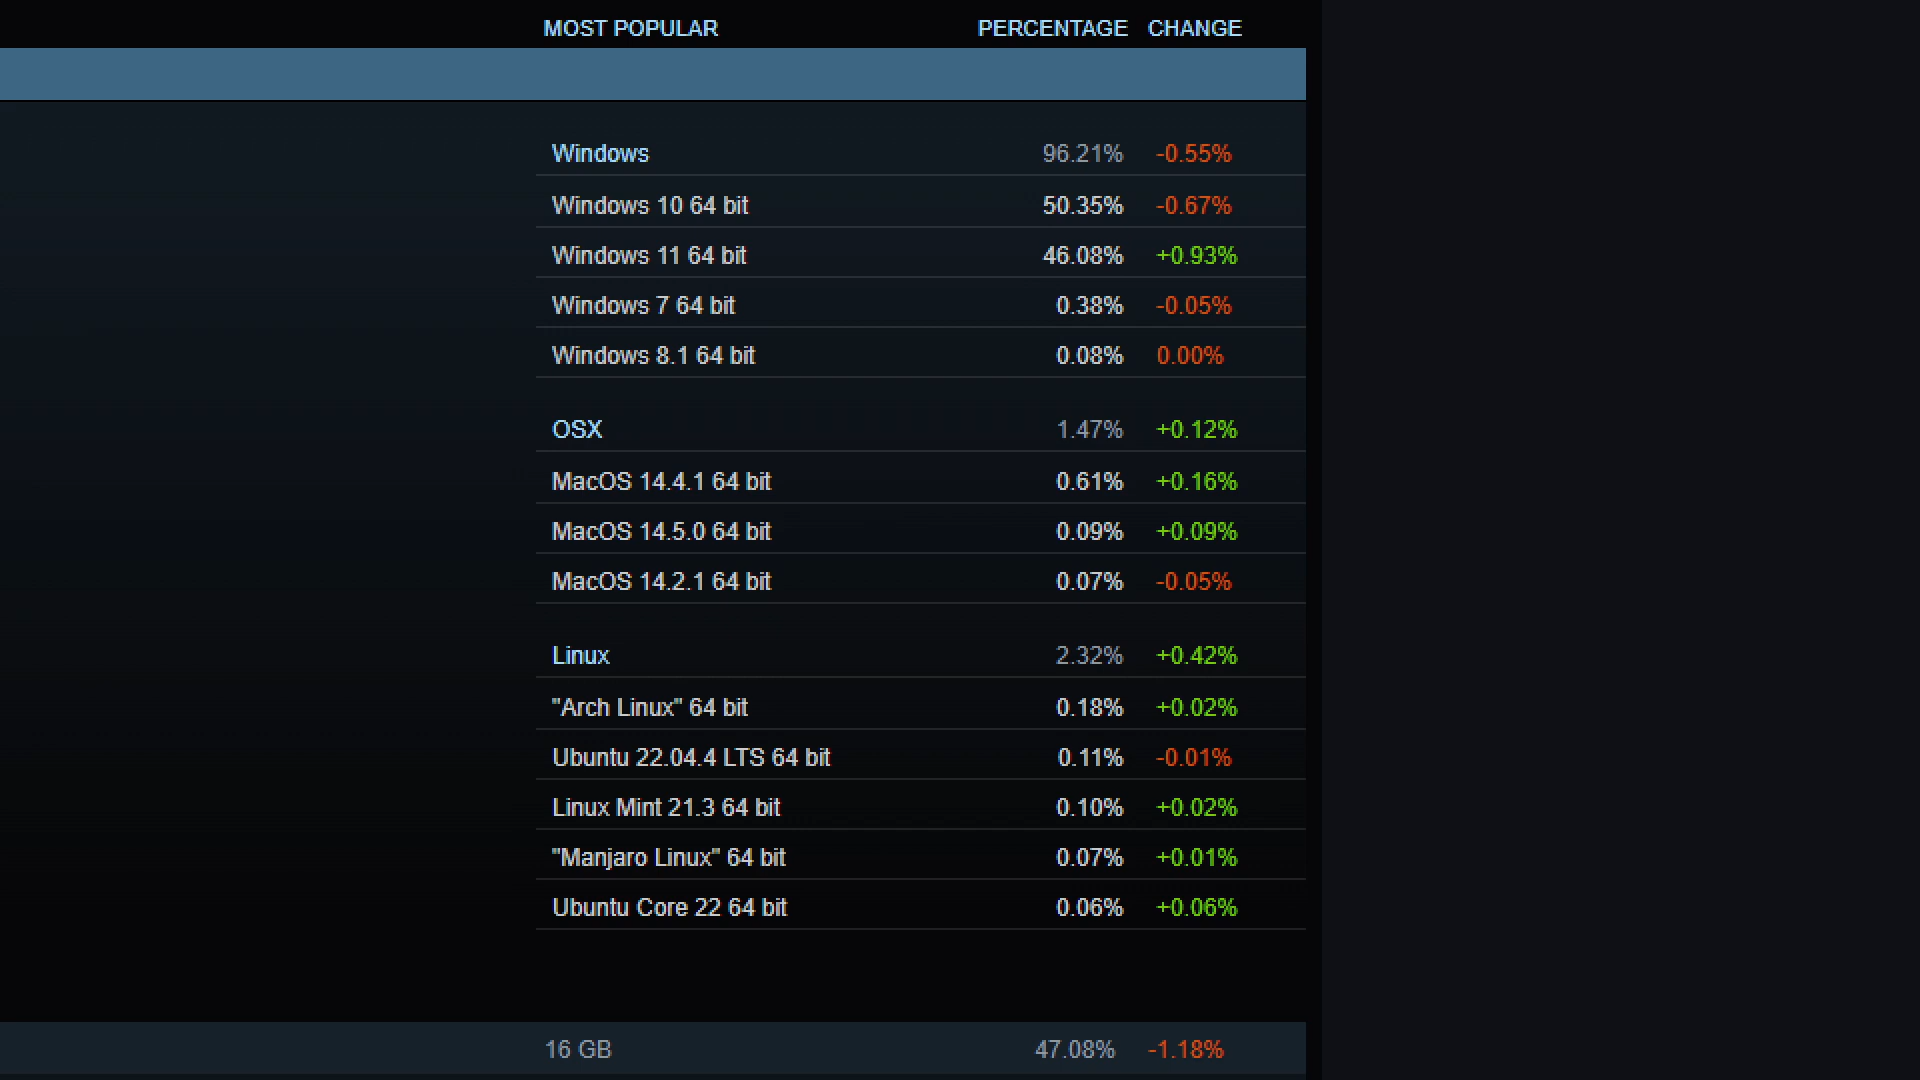 MOST POPULAR PERCENTAGE CHANGE
Windows 96.21% -0.55%
Windows 10 64 bit 50.35% -0.67%
Windows 11 64 bit 46.08% +0.93%
Windows 7 64 bit 0.38% -0.05%
Windows 8.1 64 bit 0.08% 0.00%
OSX 1.47% +0.12%
MacOS 14.4.1 64 bit 0.61% +0.16%
MacOS 14.5.0 64 bit 0.09% +0.09%
MacOS 14.2.1 64 bit 0.07% -0.05%
Linux 2.32% +0.42%
"Arch Linux" 64 bit 0.18% +0.02%
Ubuntu 22.04.4 LTS 64 bit 0.11% -0.01%
Linux Mint 21.3 64 bit 0.10% +0.02%
"Manjaro Linux" 64 bit 0.07% +0.01%
Ubuntu Core 22 64 bit 0.06% +0.06%
16 GB 47.08% -1.18%